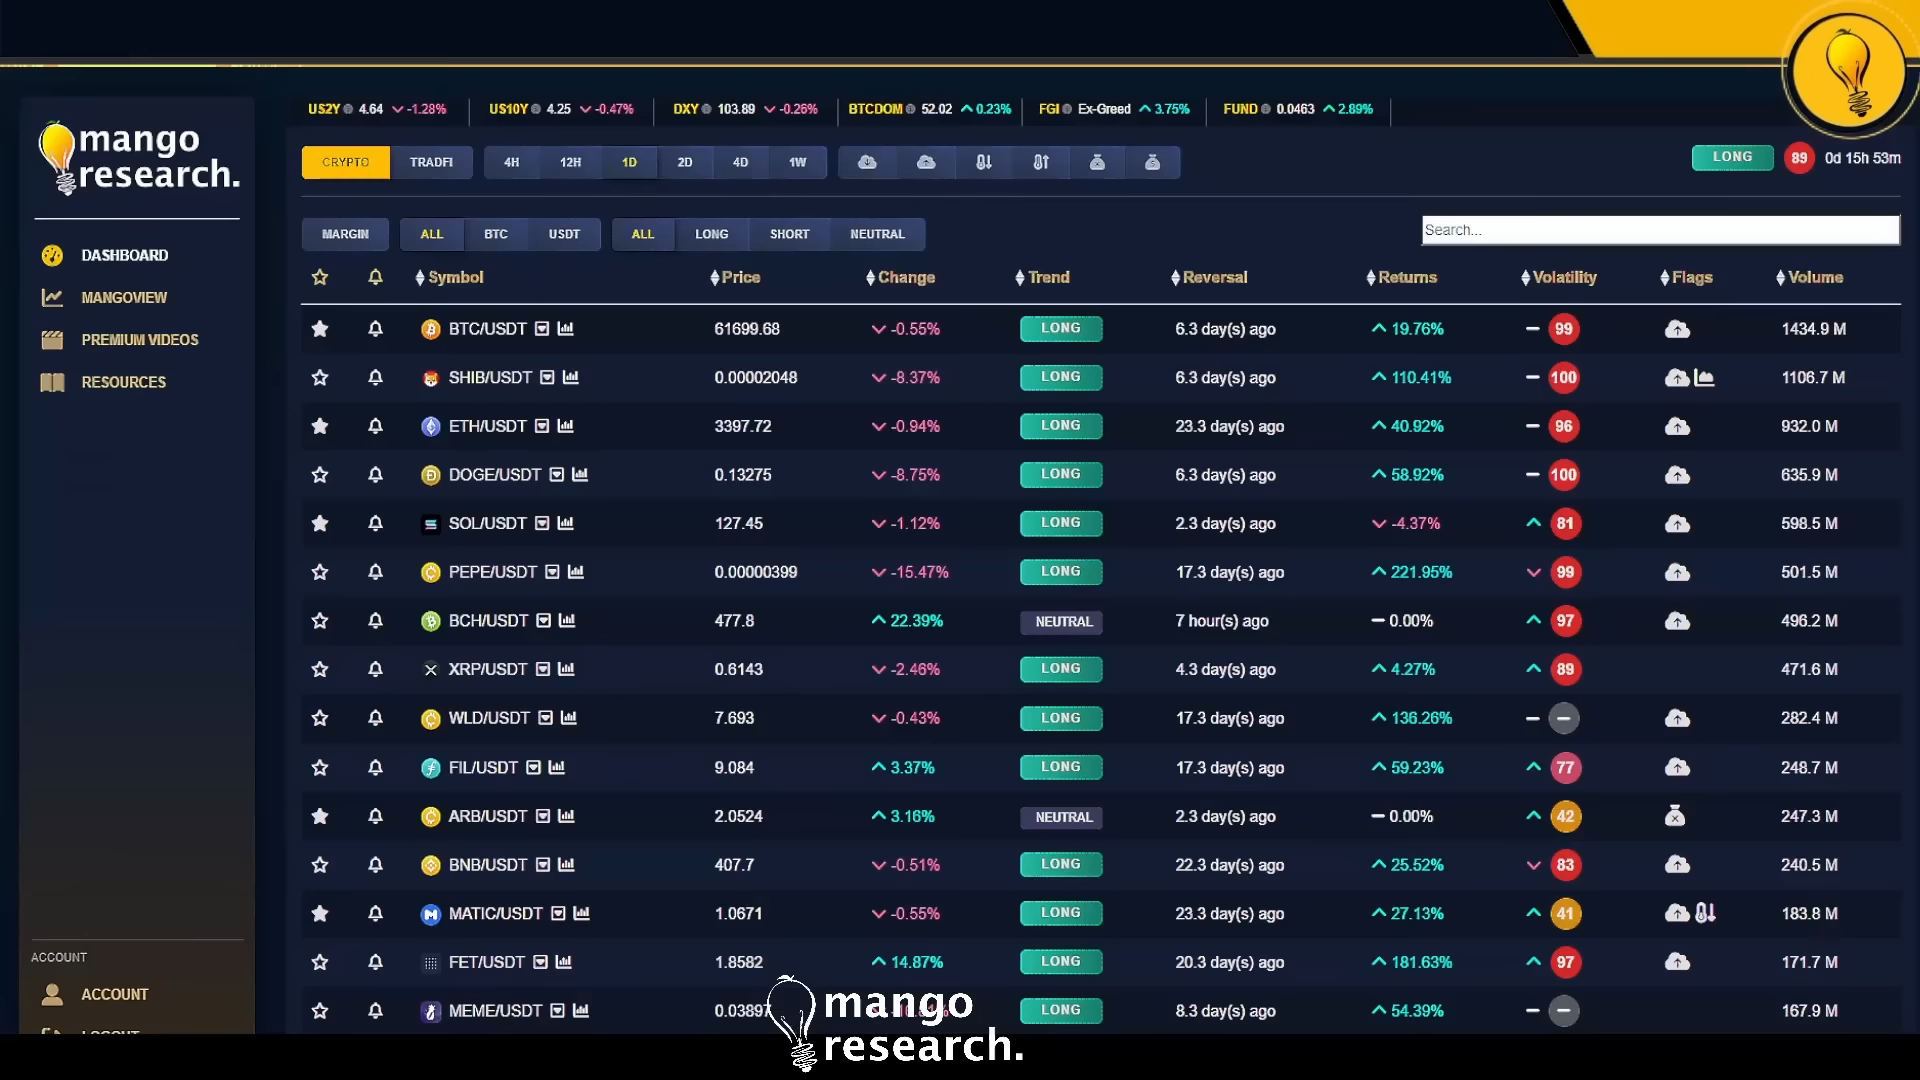 US2Y 4.64 -1.28% US10Y 4.25 -0.47% DXY 103.89 -0.26% BTCDOM 52.02 0.23% FGI Ex-Greed 3.75% FUND 0.0463 2.89%
mango
research.
CRYPTO TRADFI 4H 12H 1D 2D 4D 1W LONG 89 0d 15h 53m
MARGIN ALL BTC USDT ALL LONG SHORT NEUTRAL Search...
DASHBOARD
MANGOVIEW
PREMIUM VIDEOS
RESOURCES
Symbol Price Change Trend Reversal Returns Volatility Flags Volume
BTC/USDT 61699.68 -0.55% LONG 6.3 day(s) ago 19.76% 99 1434.9 M
SHIB/USDT 0.00002048 -8.37% LONG 6.3 day(s) ago 110.41% 100 1106.7 M
ETH/USDT 3397.72 -0.94% LONG 23.3 day(s) ago 40.92% 96 932.0 M
DOGE/USDT 0.13275 -8.75% LONG 6.3 day(s) ago 58.92% 100 635.9 M
SOL/USDT 127.45 -1.12% LONG 2.3 day(s) ago -4.37% 81 598.5 M
PEPE/USDT 0.00000399 -15.47% LONG 17.3 day(s) ago 221.95% 99 501.5 M
BCH/USDT 477.8 22.39% NEUTRAL 7 hour(s) ago 0.00% 97 496.2 M
XRP/USDT 0.6143 -2.46% LONG 4.3 day(s) ago 4.27% 89 471.6 M
WLD/USDT 7.693 -0.43% LONG 17.3 day(s) ago 136.26% 282.4 M
FIL/USDT 9.084 3.37% LONG 17.3 day(s) ago 59.23% 77 248.7 M
ARB/USDT 2.0524 3.16% NEUTRAL 2.3 day(s) ago 0.00% 42 247.3 M
BNB/USDT 407.7 -0.51% LONG 22.3 day(s) ago 25.52% 83 240.5 M
MATIC/USDT 1.0671 -0.55% LONG 23.3 day(s) ago 27.13% 41 183.8 M
FET/USDT 1.8582 14.87% LONG 20.3 day(s) ago 181.63% 97 171.7 M
MEME/USDT 0.03897 LONG 8.3 day(s) ago 54.39% 167.9 M
ACCOUNT
ACCOUNT
LOGOUT
mango
research.